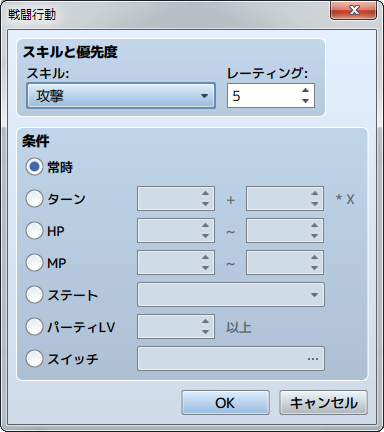 戦闘行動
スキルと優先度
スキル: レーティング:
攻撃 5
条件
常時
ターン + * X
HP ~
MP ~
ステート
パーティLV 以上
スイッチ ...
OK キャンセル